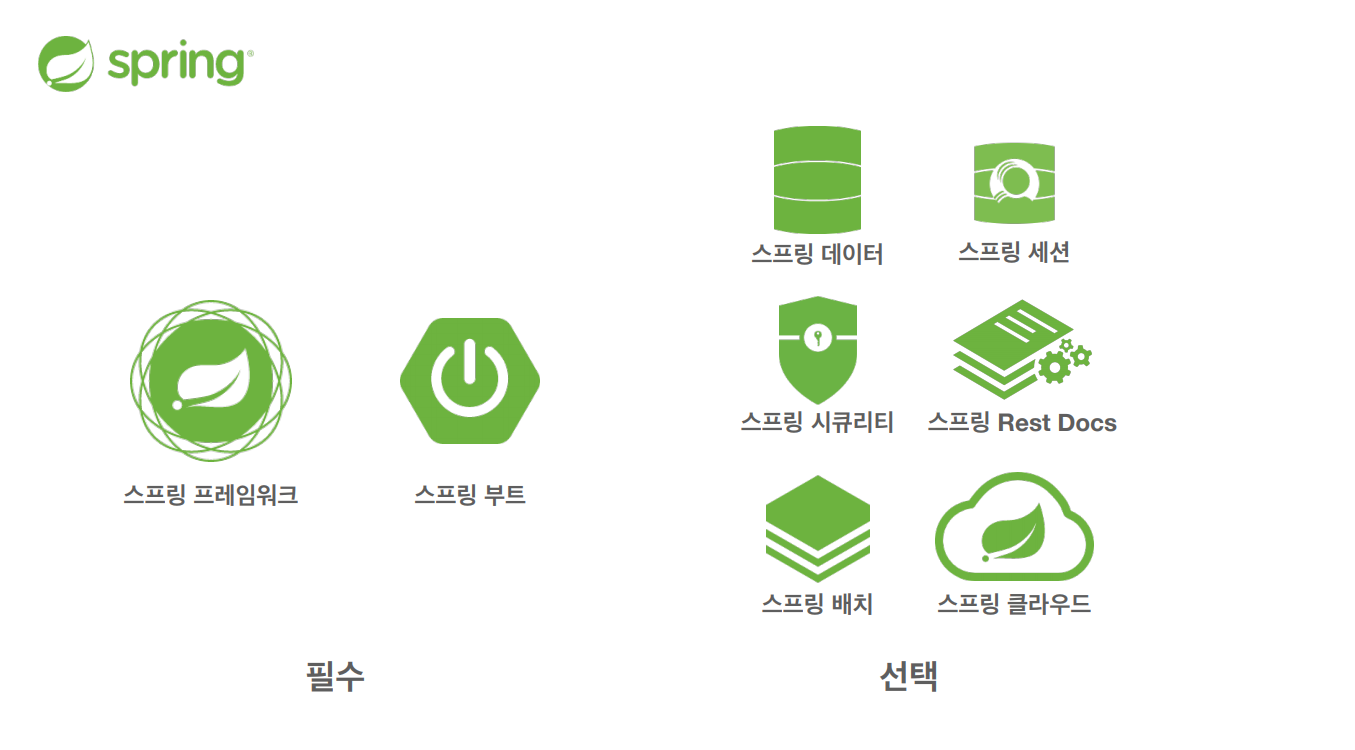 spring®
스프링 데이터
스프링 세션
스프링 프레임워크
스프링 부트
스프링 시큐리티
스프링 Rest Docs
스프링 배치
스프링 클라우드
필수
선택